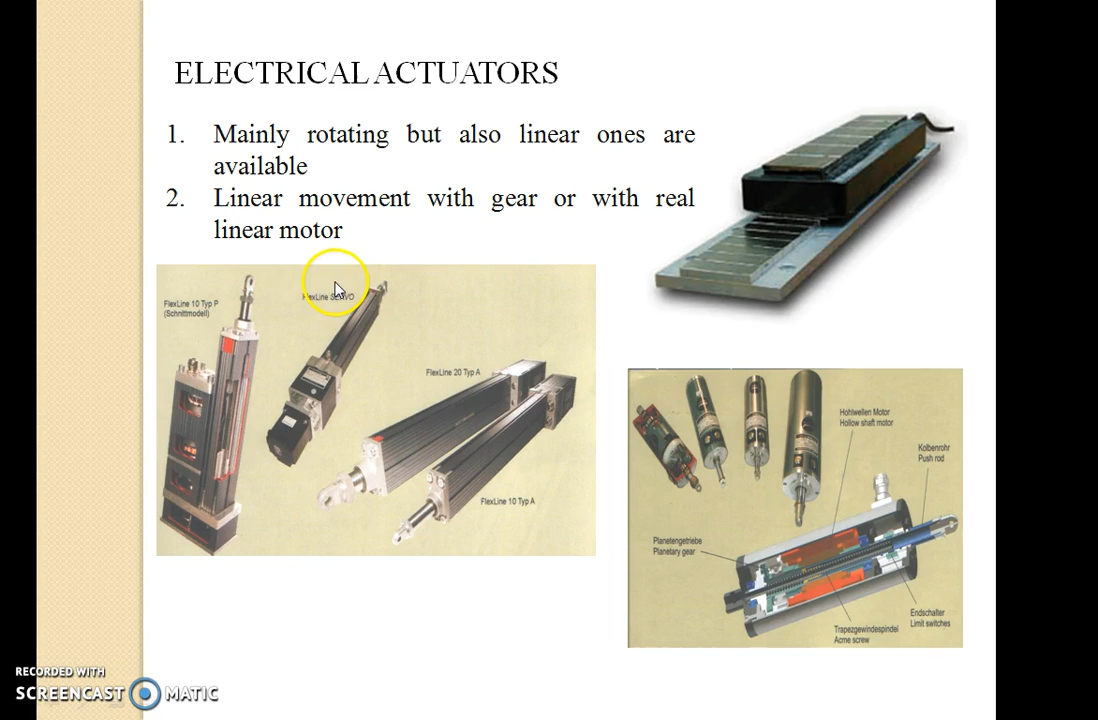 ELECTRICAL ACTUATORS
1. Mainly rotating but also linear ones are
available
2. Linear movement with gear or with real
linear motor
FlexLine 10 Typ P
(Schnittmodell)
FlexLine SERVO
FlexLine 20 Typ A
FlexLine 10 Typ A
Hohlwellen Motor
Hollow shaft motor
Kolbenrohr
Push rod
Planetengetriebe
Planetary gear
Endschalter
Limit switches
Trapezgewindespindel
Acme screw
RECORDED WITH
SCREENCAST MATIC